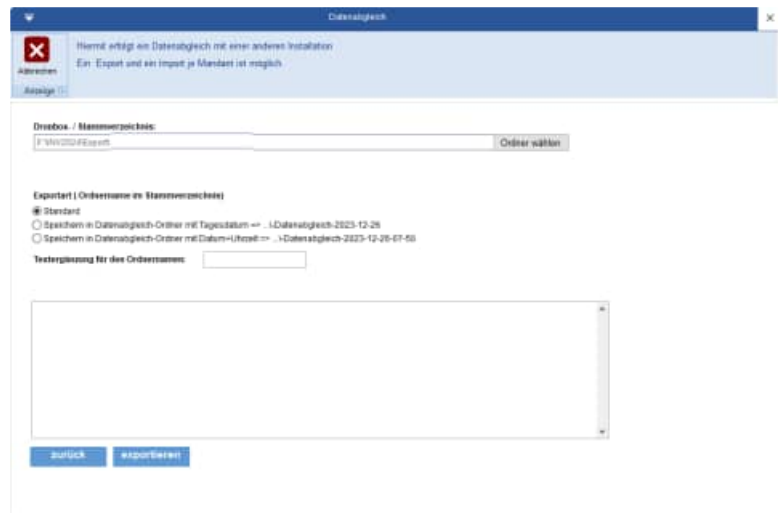 Datenabgleich
Hiermit erfolgt ein Datenabgleich mit einer anderen Installation
Ein Export und ein Import je Mandant ist möglich
Abbrechen
Anzeige
Dropbox- / Stammverzeichnis:
Ordner wählen
Exportart ( Ordnername im Stammverzeichnis)
Standard
Speichern in Datenabgleich-Ordner mit Tagesdatum => ..\-Datenabgleich-2023-12-26
Speichern in Datenabgleich-Ordner mit Datum+Uhrzeit => ..\-Datenabgleich-2023-12-26-07-50
Textergänzung für den Ordnernamen:
zurück
exportieren